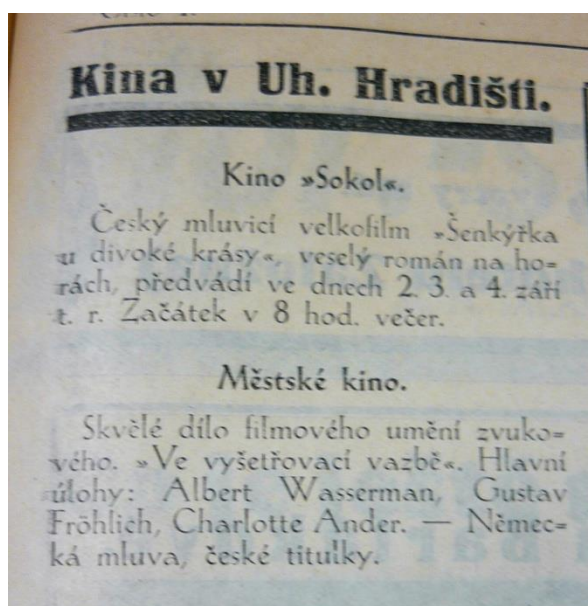 Kina v Uh. Hradišti.
Kino »Sokol«.
Český mluvicí velkofilm »Šenkýřka
u divoké krásy«, veselý román na ho=
rách, předvádí ve dnech 2. 3. a 4. září
t. r. Začátek v 8 hod. večer.
Městské kino.
Skvělé dílo filmového umění zvuko=
vého. »Ve vyšetřovací vazbě«. Hlavní
úlohy: Albert Wasserman, Gustav
Fröhlich, Charlotte Ander. — Němec=
ká mluva, české titulky.